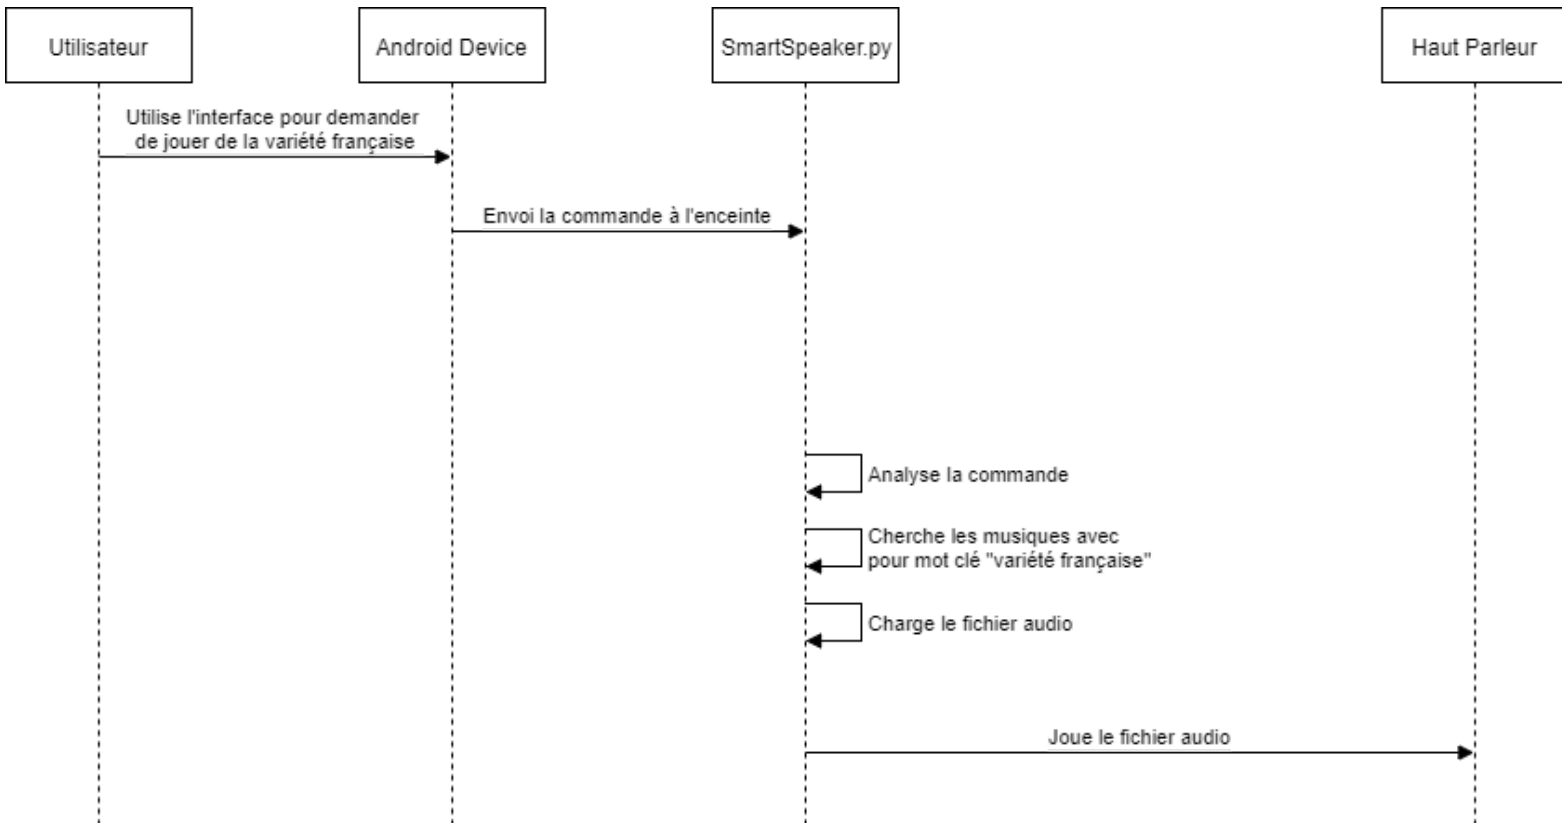 Utilisateur
Android Device
SmartSpeaker.py
Haut Parleur
Utilise l'interface pour demander
de jouer de la variété française
Envoi la commande à l'enceinte
Analyse la commande
Cherche les musiques avec
pour mot clé "variété française"
Charge le fichier audio
Joue le fichier audio